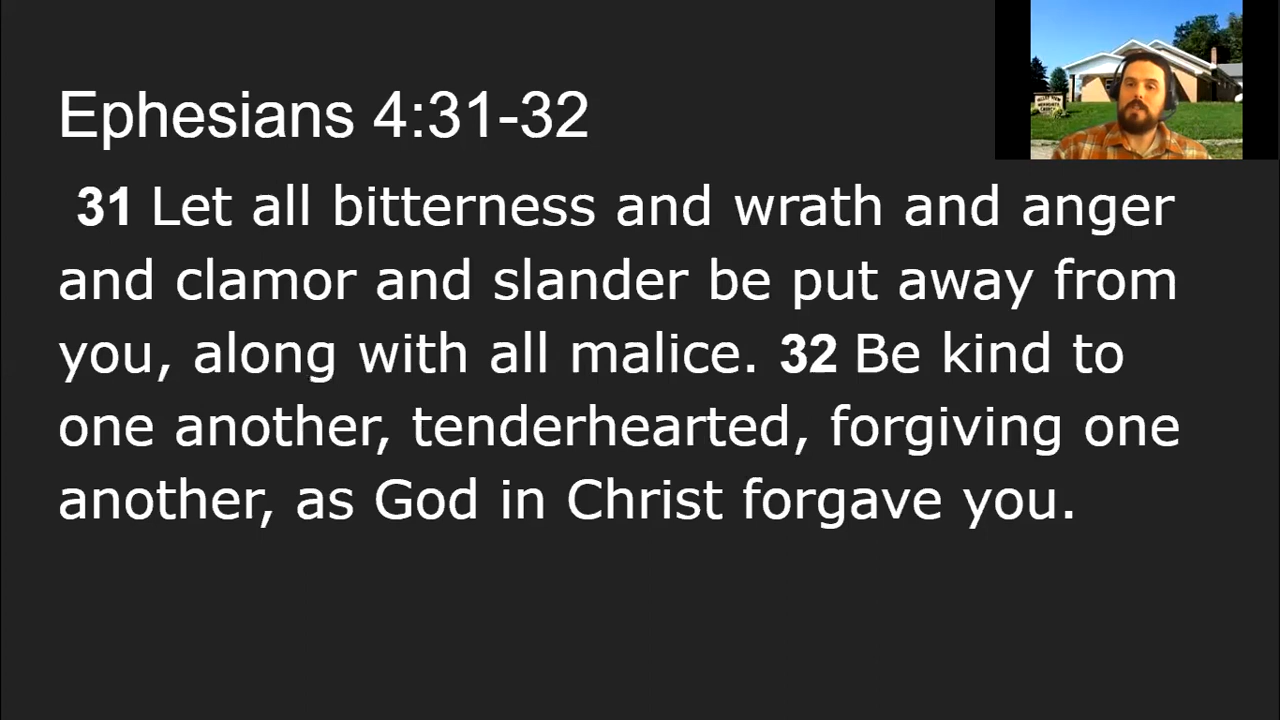 Ephesians 4:31-32
31 Let all bitterness and wrath and anger
and clamor and slander be put away from
you, along with all malice. 32 Be kind to
one another, tenderhearted, forgiving one
another, as God in Christ forgave you.
CHURCH